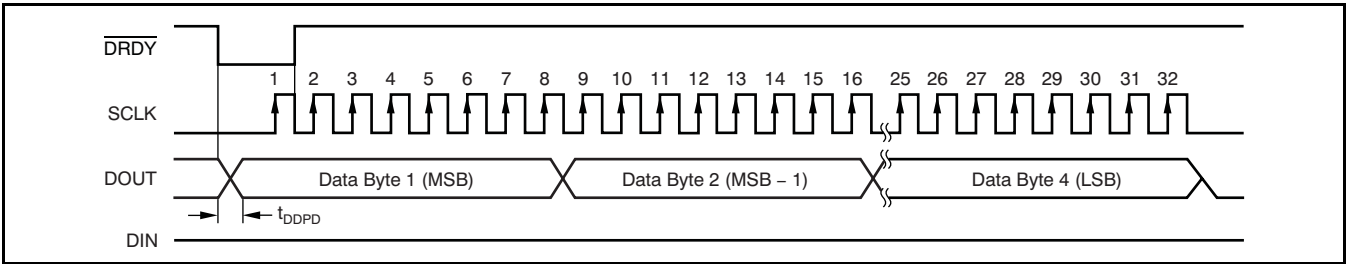 DRDY
1 2 3 4 5 6 7 8 9 10 11 12 13 14 15 16 25 26 27 28 29 30 31 32
SCLK
DOUT Data Byte 1 (MSB) Data Byte 2 (MSB − 1) Data Byte 4 (LSB)
tDDPD
DIN